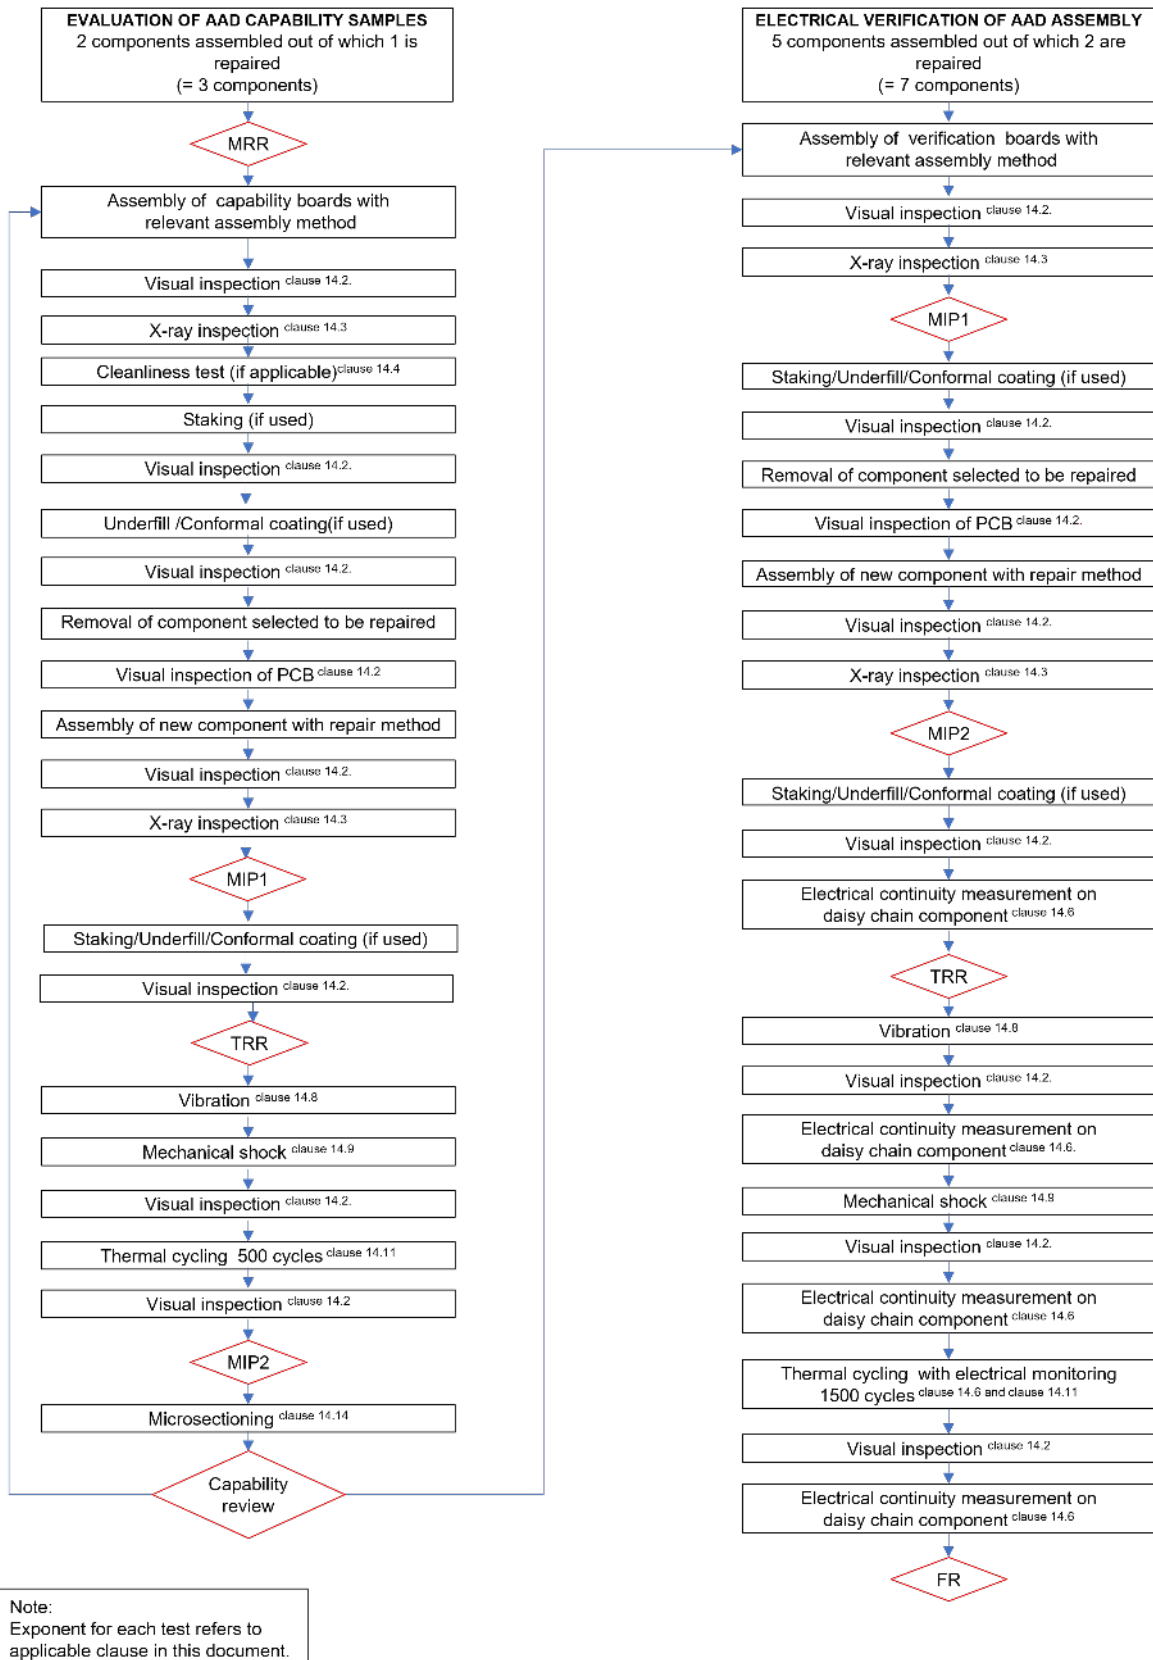 EVALUATION OF AAD CAPABILITY SAMPLES
2 components assembled out of which 1 is
repaired
(= 3 components)
MRR
Assembly of capability boards with
relevant assembly method
Visual inspection clause 14.2.
X-ray inspection clause 14.3
Cleanliness test (if applicable)clause 14.4
Staking (if used)
Visual inspection clause 14.2.
Underfill /Conformal coating(if used)
Visual inspection clause 14.2.
Removal of component selected to be repaired
Visual inspection of PCB clause 14.2
Assembly of new component with repair method
Visual inspection clause 14.2.
X-ray inspection clause 14.3
MIP1
Staking/Underfill/Conformal coating (if used)
Visual inspection clause 14.2.
TRR
Vibration clause 14.8
Mechanical shock clause 14.9
Visual inspection clause 14.2.
Thermal cycling 500 cycles clause 14.11
Visual inspection clause 14.2
MIP2
Microsectioning clause 14.14
Capability
review
ELECTRICAL VERIFICATION OF AAD ASSEMBLY
5 components assembled out of which 2 are
repaired
(= 7 components)
Assembly of verification boards with
relevant assembly method
Visual inspection clause 14.2.
X-ray inspection clause 14.3
MIP1
Staking/Underfill/Conformal coating (if used)
Visual inspection clause 14.2.
Removal of component selected to be repaired
Visual inspection of PCB clause 14.2.
Assembly of new component with repair method
Visual inspection clause 14.2.
X-ray inspection clause 14.3
MIP2
Staking/Underfill/Conformal coating (if used)
Visual inspection clause 14.2.
Electrical continuity measurement on
daisy chain component clause 14.6
TRR
Vibration clause 14.8
Visual inspection clause 14.2.
Electrical continuity measurement on
daisy chain component clause 14.6.
Mechanical shock clause 14.9
Visual inspection clause 14.2.
Electrical continuity measurement on
daisy chain component clause 14.6
Thermal cycling with electrical monitoring
1500 cycles clause 14.6 and clause 14.11
Visual inspection clause 14.2
Electrical continuity measurement on
daisy chain component clause 14.6
FR
Note:
Exponent for each test refers to
applicable clause in this document.